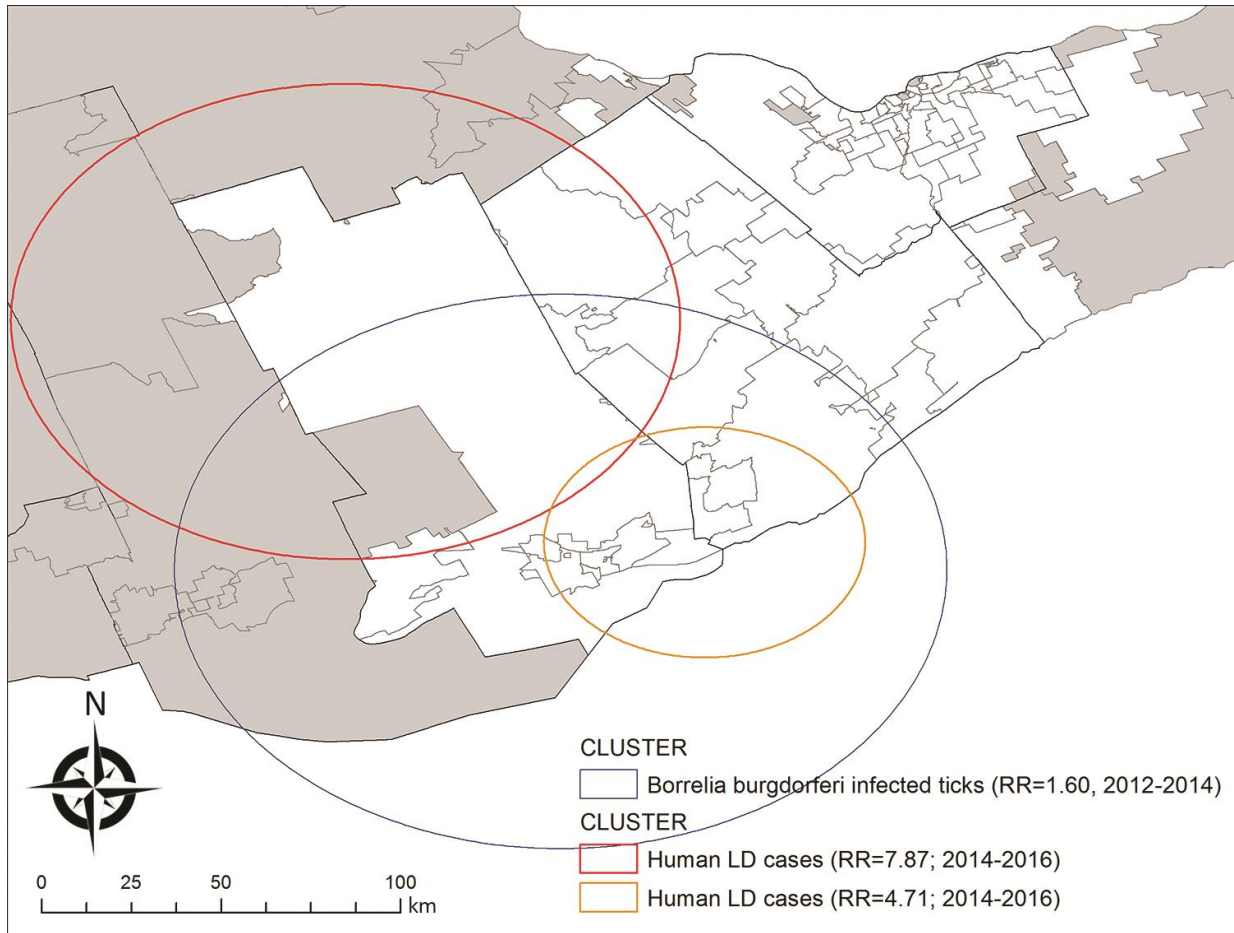 N
0 25 50 100
km
CLUSTER
Borrelia burgdorferi infected ticks (RR=1.60, 2012-2014)
CLUSTER
Human LD cases (RR=7.87; 2014-2016)
Human LD cases (RR=4.71; 2014-2016)